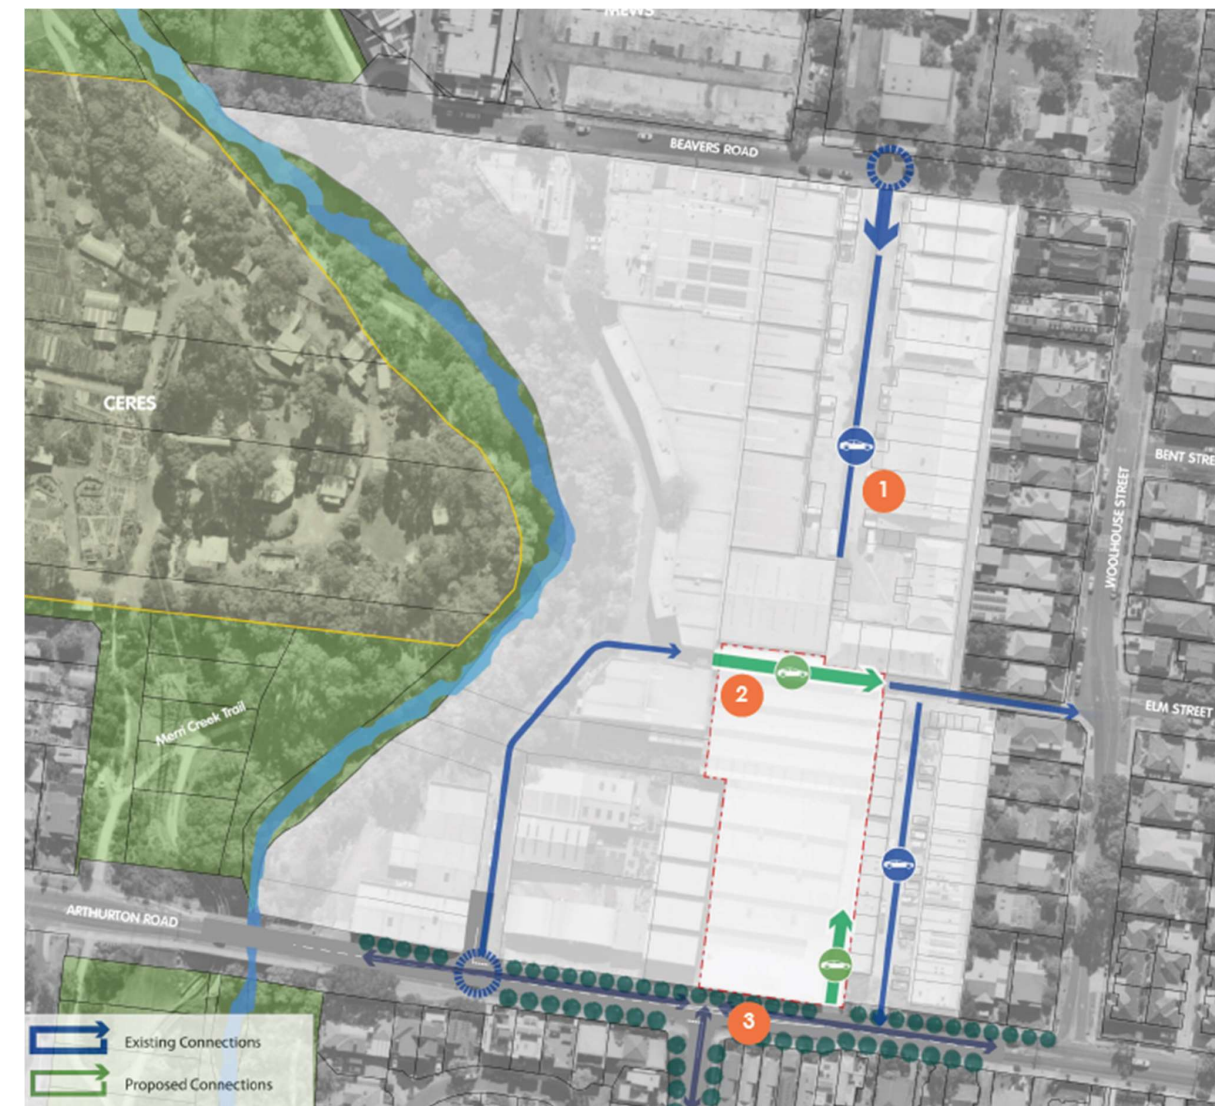 MEWS
BEAVERS ROAD
CERES
1
BENT STRE
WOOLHOUSE STREET
2
ELM STREET
Merri Creek Trail
ARTHURTON ROAD
3
Existing Connections
Proposed Connections